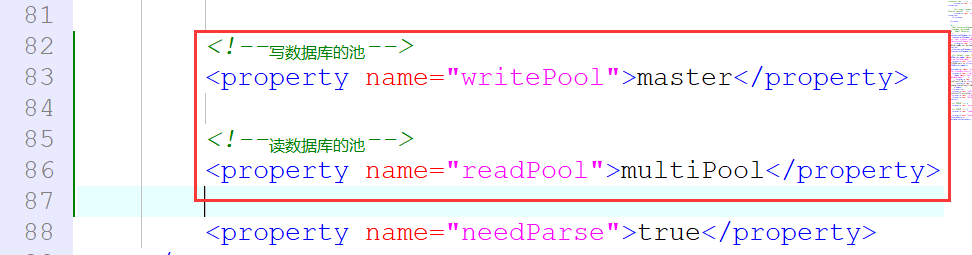 81
82 <!--写数据库的池-->
83 <property name="writePool">master</property>
84
85 <!--读数据库的池-->
86 <property name="readPool">multiPool</property>
87
88 <property name="needParse">true</property>